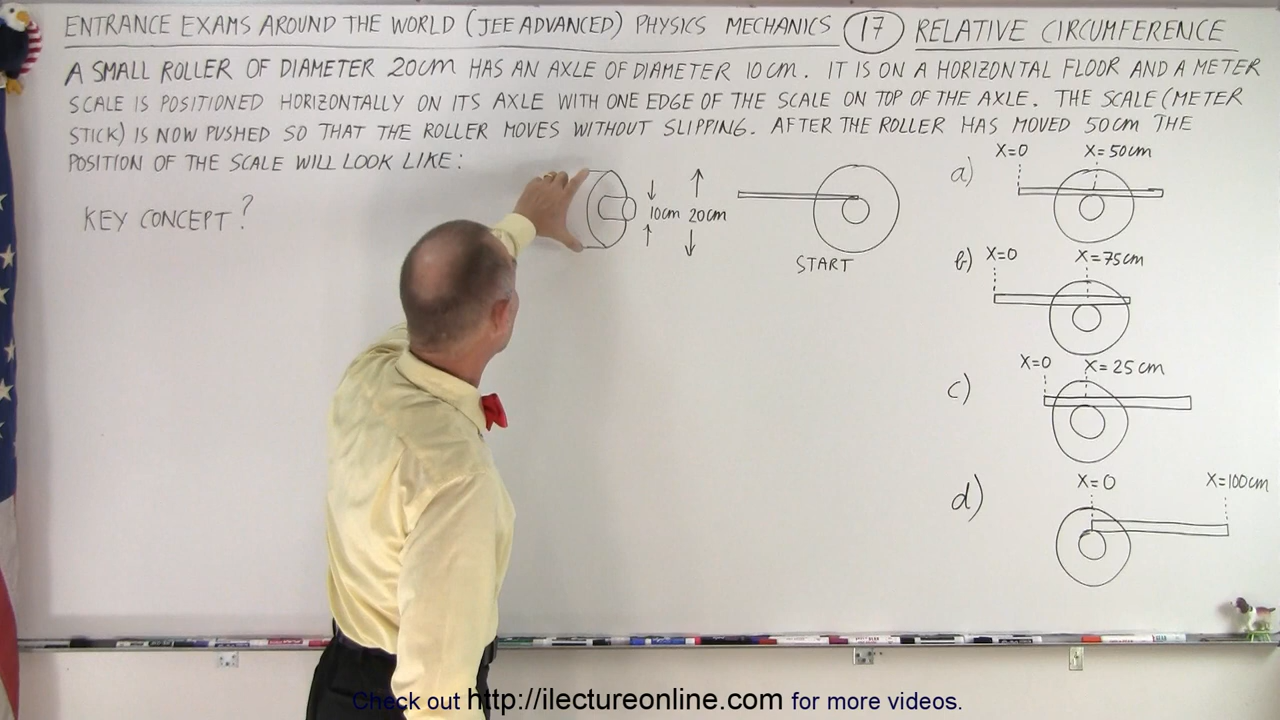 ENTRANCE EXAMS AROUND THE WORLD (JEE ADVANCED) PHYSICS MECHANICS 17 RELATIVE CIRCUMFERENCE
A SMALL ROLLER OF DIAMETER 20cm HAS AN AXLE OF DIAMETER 10cm. IT IS ON A HORIZONTAL FLOOR AND A METER
SCALE IS POSITIONED HORIZONTALLY ON ITS AXLE WITH ONE EDGE OF THE SCALE ON TOP OF THE AXLE. THE SCALE (METER
STICK) IS NOW PUSHED SO THAT THE ROLLER MOVES WITHOUT SLIPPING. AFTER THE ROLLER HAS MOVED 50cm THE
POSITION OF THE SCALE WILL LOOK LIKE:
KEY CONCEPT?
10cm 20cm
START
a) X=0 X=50cm
b) X=0 X=75cm
c) X=0 X=25cm
d) X=0 X=100cm
Check out http://ilectureonline.com for more videos.